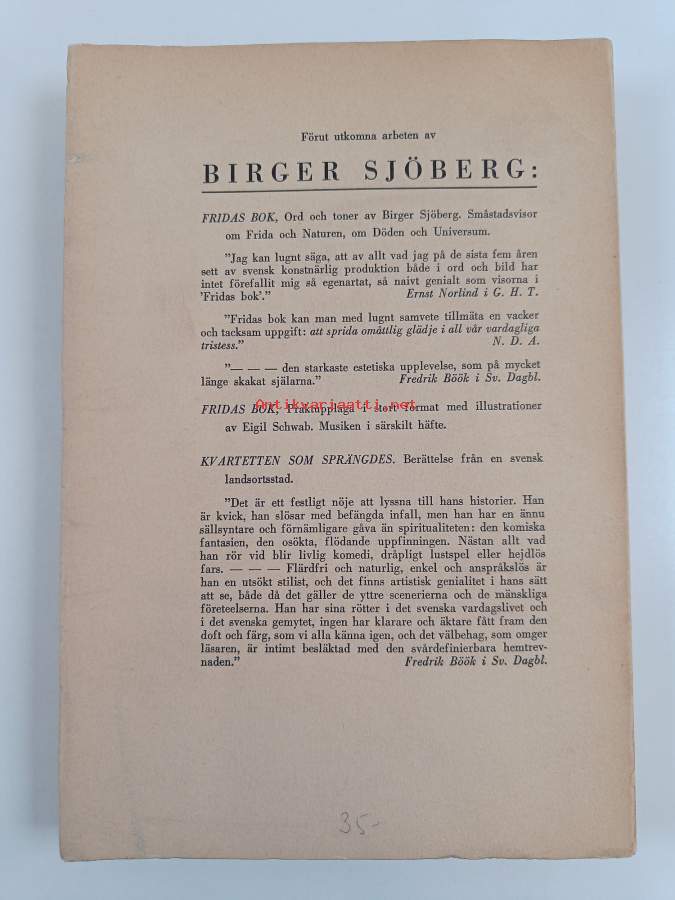 Förut utkomna arbeten av
BIRGER SJÖBERG:
FRIDAS BOK, Ord och toner av Birger Sjöberg. Småstadsvisor
om Frida och Naturen, om Döden och Universum.
"Jag kan lugnt säga, att av allt vad jag på de sista fem åren
sett av svensk konstnärlig produktion både i ord och bild har
intet förefallit mig så egenartat, så naivt genialt som visorna i
'Fridas bok'." Ernst Norlind i G. H. T.
"Fridas bok kan man med lugnt samvete tillmäta en vacker
och tacksam uppgift: att sprida omåttlig glädje i all vår vardagliga
tristess." N. D. A.
"— — — den starkaste estetiska upplevelse, som på mycket
länge skakat själarna." Fredrik Böök i Sv. Dagbl.
Antikvariaatti.net
FRIDAS BOK, Praktupplaga i stort format med illustrationer
av Eigil Schwab. Musiken i särskilt häfte.
KVARTETTEN SOM SPRÄNGDES. Berättelse från en svensk
landsortsstad.
"Det är ett festligt nöje att lyssna till hans historier. Han
är kvick, han slösar med befängda infall, men han har en ännu
sällsyntare och förnämligare gåva än spiritualiteten: den komiska
fantasien, den osökta, flödande uppfinningen. Nästan allt vad
han rör vid blir livlig komedi, dråpligt lustspel eller hejdlös
fars. — — — Flärdfri och naturlig, enkel och anspråkslös är
han en utsökt stilist, och det finns artistisk genialitet i hans sätt
att se, både då det gäller de yttre scenerierna och de mänskliga
företeelserna. Han har sina rötter i det svenska vardagslivet och
i det svenska gemytet, ingen har klarare och äktare fått fram den
doft och färg, som vi alla känna igen, och det välbehag, som omger
läsaren, är intimt besläktad med den svårdefinierbara hemtrev-
naden." Fredrik Böök i Sv. Dagbl.
35-